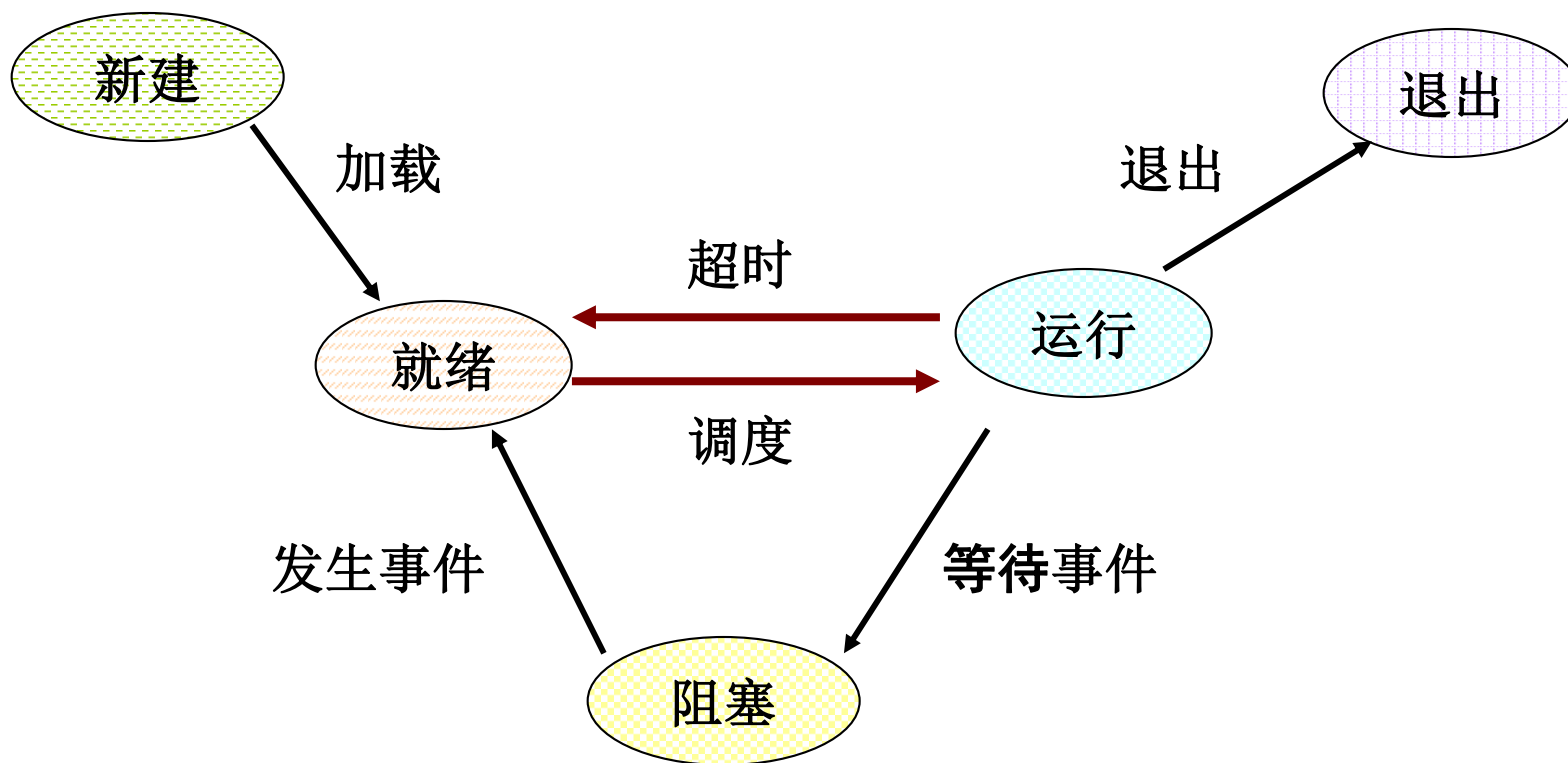 新建
退出
加载
退出
超时
运行
就绪
调度
发生事件
等待事件
阻塞